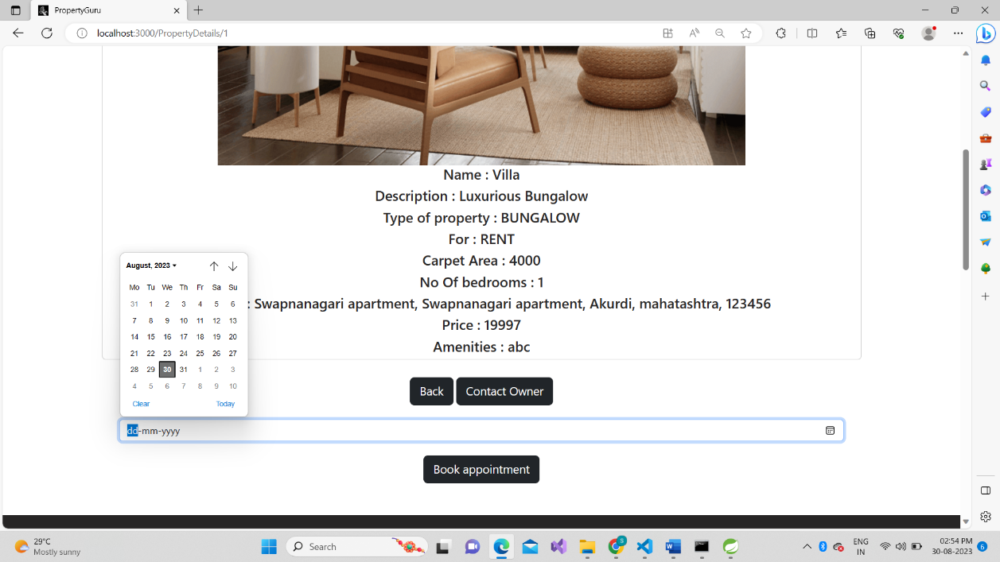 PropertyGuru
localhost:3000/PropertyDetails/1
Name : Villa
Description : Luxurious Bungalow
Type of property : BUNGALOW
For : RENT
Carpet Area : 4000
No Of bedrooms : 1
: Swapnanagari apartment, Swapnanagari apartment, Akurdi, mahatashtra, 123456
Price : 19997
Amenities : abc
August, 2023
Mo Tu We Th Fr Sa Su
31 1 2 3 4 5 6
7 8 9 10 11 12 13
14 15 16 17 18 19 20
21 22 23 24 25 26 27
28 29 30 31 1 2 3
4 5 6 7 8 9 10
Clear Today
Back Contact Owner
dd-mm-yyyy
Book appointment
29°C
Mostly sunny
Search
ENG
IN
02:54 PM
30-08-2023
6